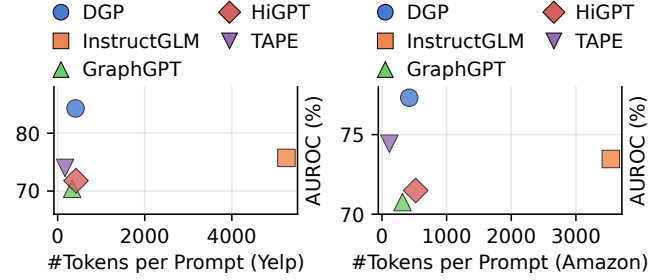 DGP
HiGPT
InstructGLM
TAPE
GraphGPT
80
70
0
2000
4000
AUROC (%)
#Tokens per Prompt (Yelp)
DGP
HiGPT
InstructGLM
TAPE
GraphGPT
75
70
0
1000
2000
3000
AUROC (%)
#Tokens per Prompt (Amazon)